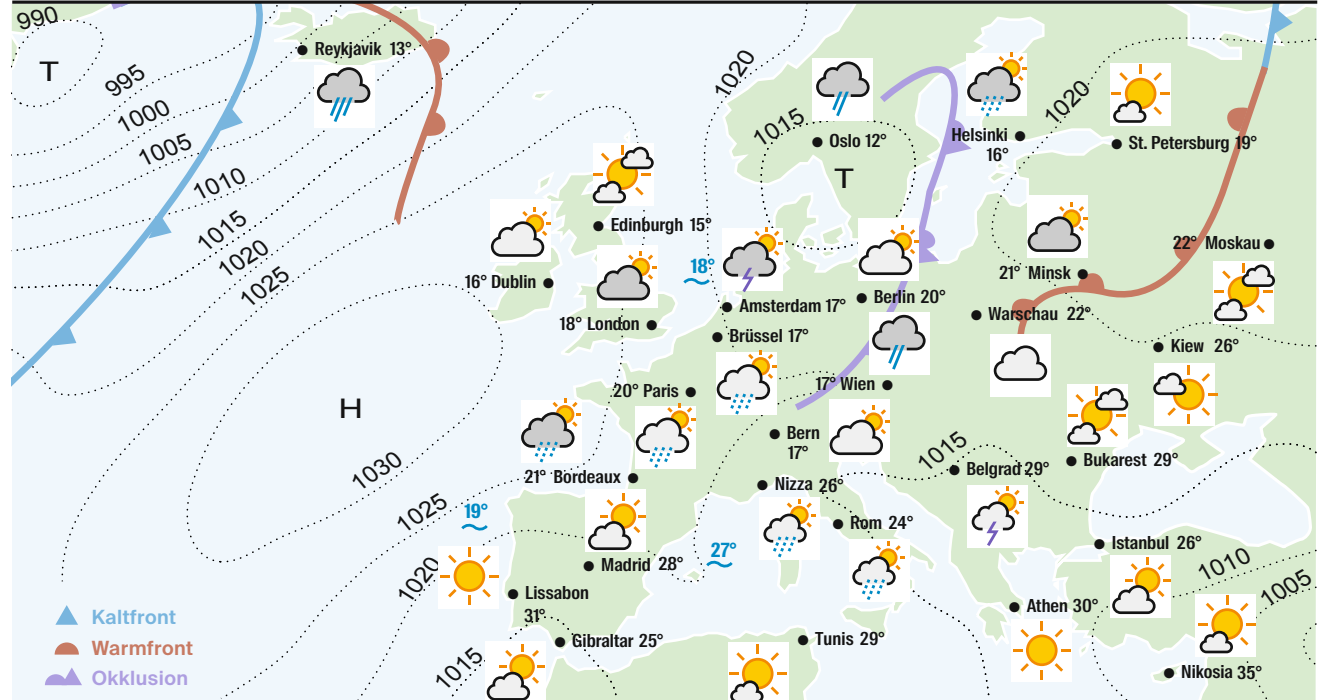 990
T
995
1000
1005
1010
1015
1020
1025
Reykjavik 13°
1020
1015
Oslo 12°
T
Helsinki
16°
1020
St. Petersburg 19°
Edinburgh 15°
16° Dublin
18° London
18°
Amsterdam 17°
Brüssel 17°
Berlin 20°
22° Moskau
21° Minsk
Warschau 22°
Kiew 26°
20° Paris
17° Wien
H
1030
Bern
17°
21° Bordeaux
Nizza 26°
1015
Belgrad 29°
Bukarest 29°
1025
19°
Rom 24°
27°
Istanbul 26°
1020
Madrid 28°
Lissabon
31°
1010
1005
Athen 30°
Gibraltar 25°
Tunis 29°
1015
Nikosia 35°
Kaltfront
Warmfront
Okklusion